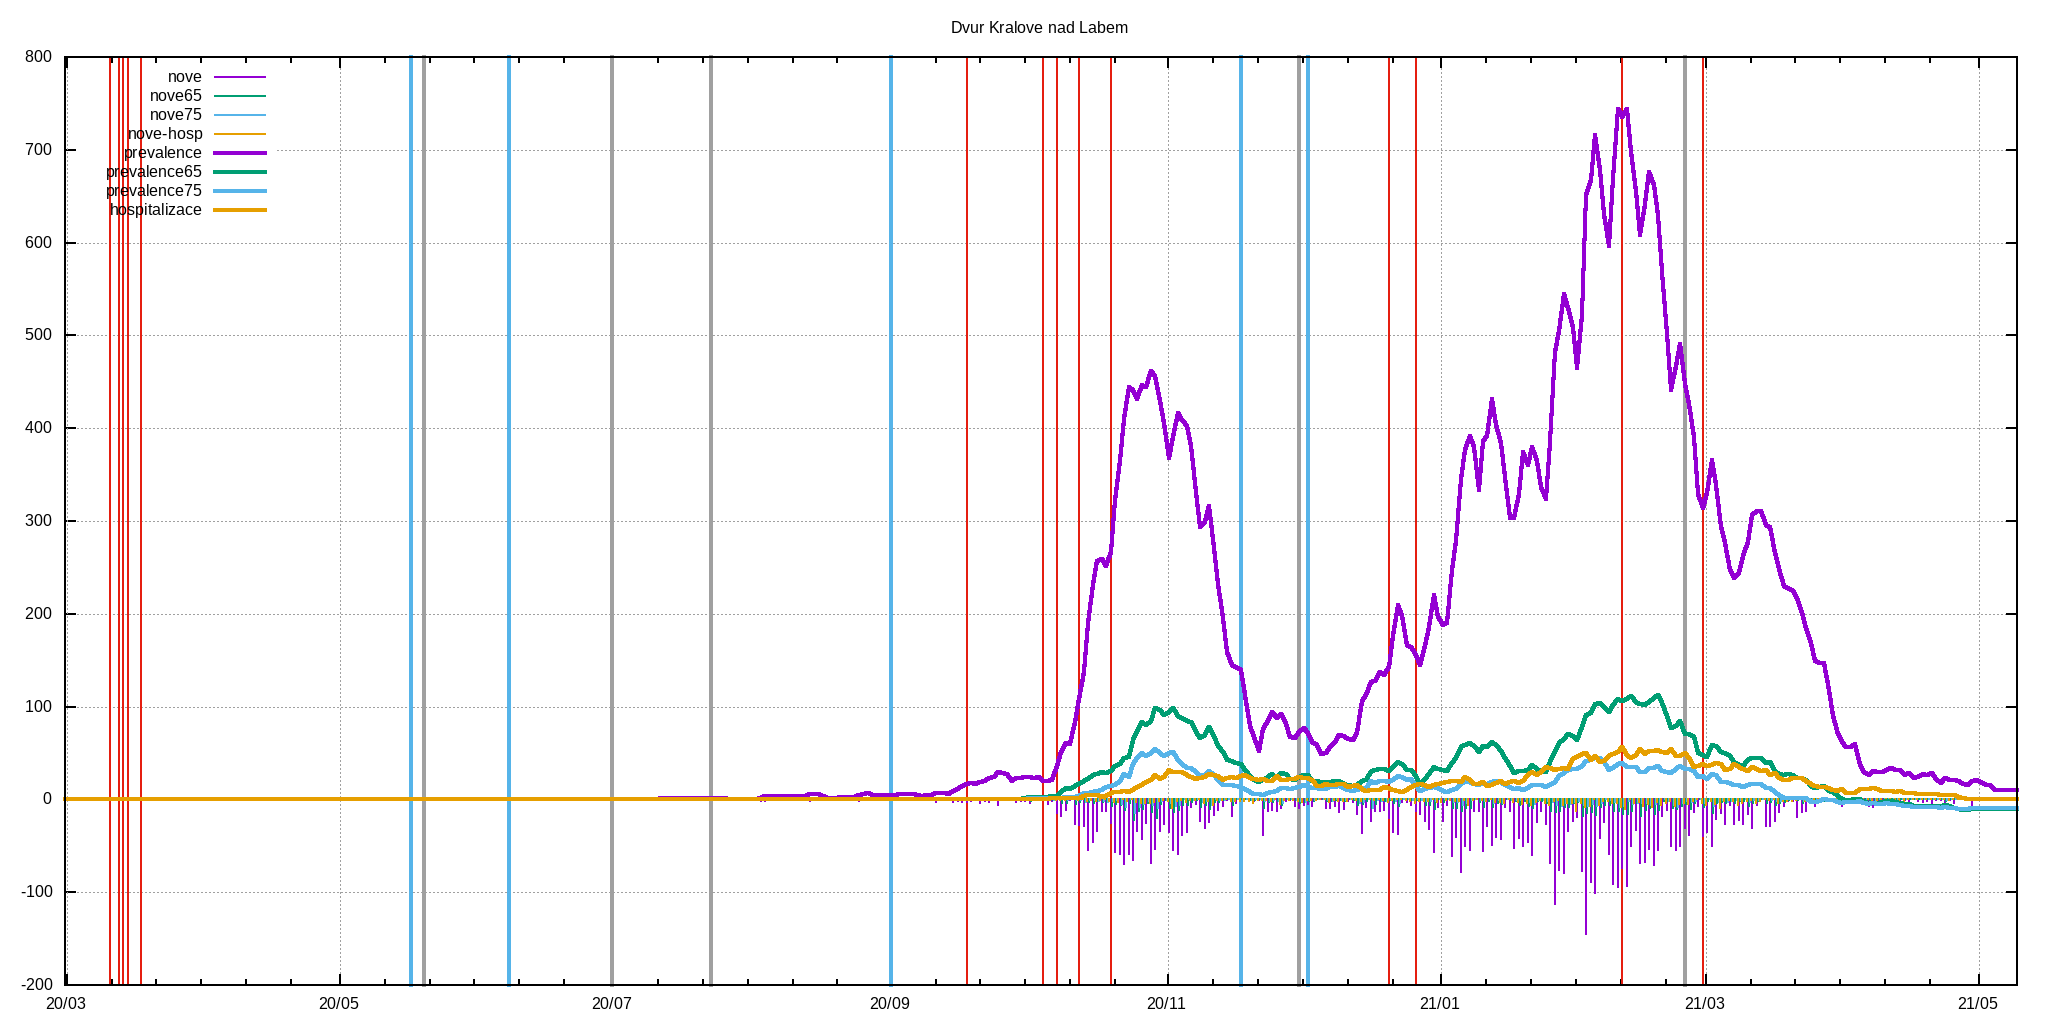 Dvur Kralove nad Labem
800
700
600
500
400
300
200
100
0
-100
-200
nove
nove65
nove75
nove-hosp
prevalence
prevalence65
prevalence75
hospitalizace
20/03
20/05
20/07
20/09
20/11
21/01
21/03
21/05